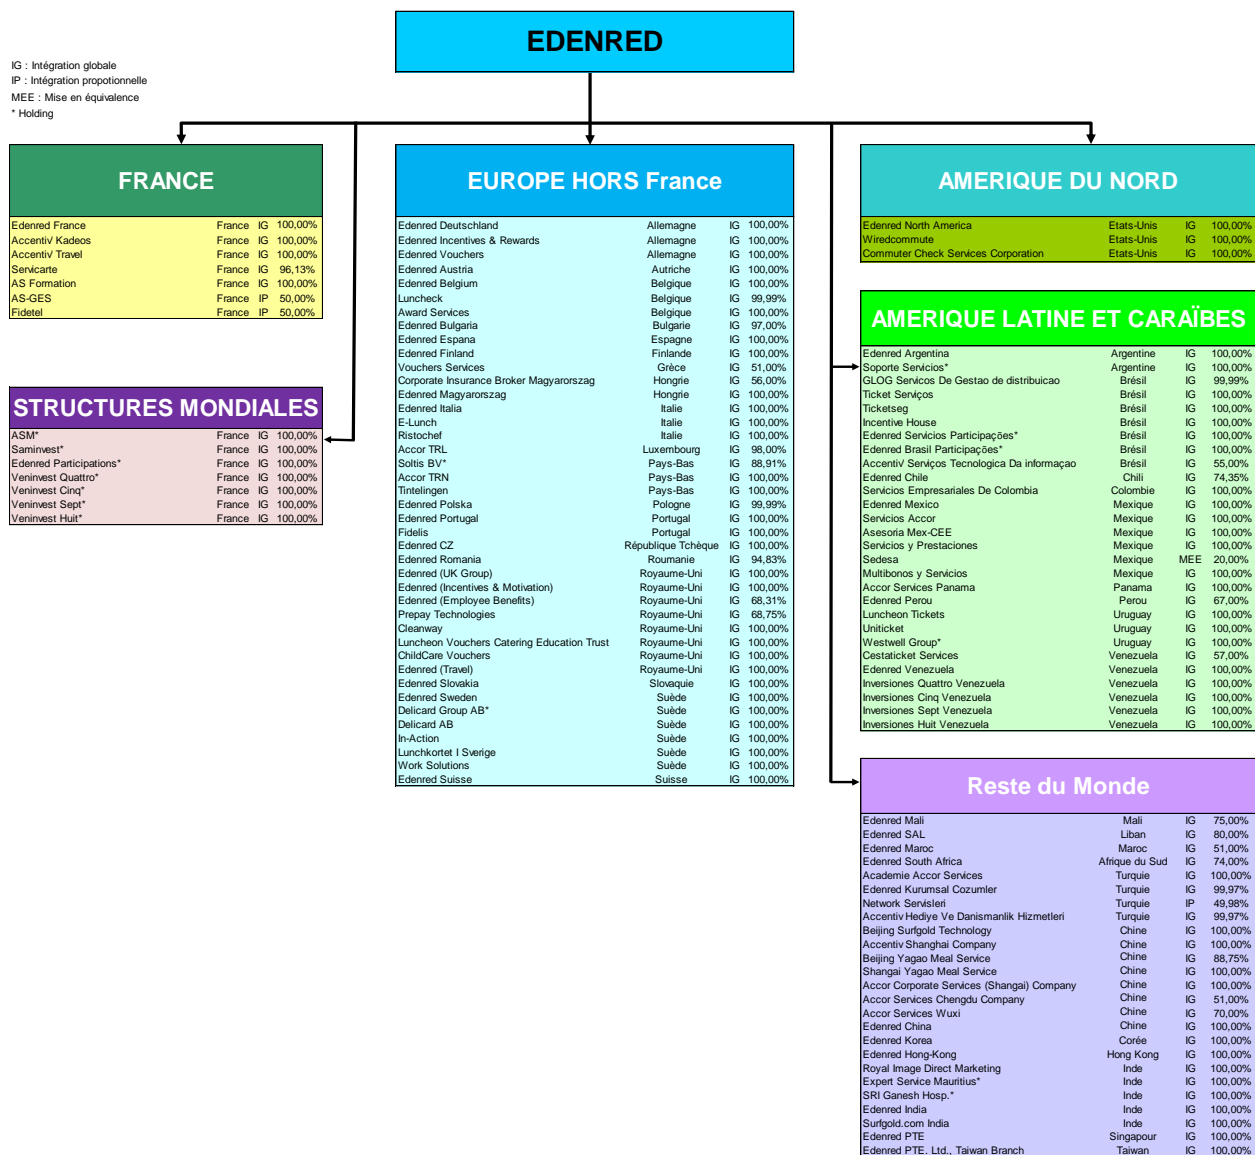 EDENRED
IG : Intégration globale
IP : Intégration propotionnelle
MEE : Mise en équivalence
* Holding
FRANCE
Edenred France France IG 100,00%
Accentiv' Kadeos France IG 100,00%
Accentiv' Travel France IG 100,00%
Servicarte France IG 96,13%
AS Formation France IG 100,00%
AS-GES France IP 50,00%
Fidetel France IP 50,00%
STRUCTURES MONDIALES
ASM* France IG 100,00%
Saminvest* France IG 100,00%
Edenred Participations* France IG 100,00%
Veninvest Quattro* France IG 100,00%
Veninvest Cinq* France IG 100,00%
Veninvest Sept* France IG 100,00%
Veninvest Huit* France IG 100,00%
EUROPE HORS France
Edenred Deutschland Allemagne IG 100,00%
Edenred Incentives & Rewards Allemagne IG 100,00%
Edenred Vouchers Allemagne IG 100,00%
Edenred Austria Autriche IG 100,00%
Edenred Belgium Belgique IG 100,00%
Luncheck Belgique IG 99,99%
Award Services Belgique IG 100,00%
Edenred Bulgaria Bulgarie IG 97,00%
Edenred Espana Espagne IG 100,00%
Edenred Finland Finlande IG 100,00%
Vouchers Services Grèce IG 51,00%
Corporate Insurance Broker Magyarorszag Hongrie IG 56,00%
Edenred Magyarorszag Hongrie IG 100,00%
Edenred Italia Italie IG 100,00%
E-Lunch Italie IG 100,00%
Ristochef Italie IG 100,00%
Accor TRL Luxembourg IG 98,00%
Soltis BV* Pays-Bas IG 88,91%
Accor TRN Pays-Bas IG 100,00%
Tintelingen Pays-Bas IG 100,00%
Edenred Polska Pologne IG 99,99%
Edenred Portugal Portugal IG 100,00%
Fidelis Portugal IG 100,00%
Edenred CZ République Tchèque IG 100,00%
Edenred Romania Roumanie IG 94,83%
Edenred (UK Group) Royaume-Uni IG 100,00%
Edenred (Incentives & Motivation) Royaume-Uni IG 100,00%
Edenred (Employee Benefits) Royaume-Uni IG 68,31%
Prepay Technologies Royaume-Uni IG 68,75%
Cleanway Royaume-Uni IG 100,00%
Luncheon Vouchers Catering Education Trust Royaume-Uni IG 100,00%
ChildCare Vouchers Royaume-Uni IG 100,00%
Edenred (Travel) Royaume-Uni IG 100,00%
Edenred Slovakia Slovaquie IG 100,00%
Edenred Sweden Suède IG 100,00%
Delicard Group AB* Suède IG 100,00%
Delicard AB Suède IG 100,00%
In-Action Suède IG 100,00%
Lunchkortet I Sverige Suède IG 100,00%
Work Solutions Suède IG 100,00%
Edenred Suisse Suisse IG 100,00%
AMERIQUE DU NORD
Edenred North America Etats-Unis IG 100,00%
Wiredcommute Etats-Unis IG 100,00%
Commuter Check Services Corporation Etats-Unis IG 100,00%
AMERIQUE LATINE ET CARAÏBES
Edenred Argentina Argentine IG 100,00%
Soporte Servicios* Argentine IG 100,00%
GLOG Servicos De Gestao de distribuicao Brésil IG 99,99%
Ticket Serviços Brésil IG 100,00%
Ticketseg Brésil IG 100,00%
Incentive House Brésil IG 100,00%
Edenred Servicios Participações* Brésil IG 100,00%
Edenred Brasil Participações* Brésil IG 100,00%
Accentiv' Serviços Tecnologica Da informaçao Brésil IG 55,00%
Edenred Chile Chili IG 74,35%
Servicios Empresariales De Colombia Colombie IG 100,00%
Edenred Mexico Mexique IG 100,00%
Servicios Accor Mexique IG 100,00%
Asesoria Mex-CEE Mexique IG 100,00%
Servicios y Prestaciones Mexique IG 100,00%
Sedesa Mexique MEE 20,00%
Multibonos y Servicios Mexique IG 100,00%
Accor Services Panama Panama IG 100,00%
Edenred Perou Perou IG 67,00%
Luncheon Tickets Uruguay IG 100,00%
Uniticket Uruguay IG 100,00%
Westwell Group* Uruguay IG 100,00%
Cestaticket Services Venezuela IG 57,00%
Edenred Venezuela Venezuela IG 100,00%
Inversiones Quattro Venezuela Venezuela IG 100,00%
Inversiones Cinq Venezuela Venezuela IG 100,00%
Inversiones Sept Venezuela Venezuela IG 100,00%
Inversiones Huit Venezuela Venezuela IG 100,00%
Reste du Monde
Edenred Mali Mali IG 75,00%
Edenred SAL Liban IG 80,00%
Edenred Maroc Maroc IG 51,00%
Edenred South Africa Afrique du Sud IG 74,00%
Academie Accor Services Turquie IG 100,00%
Edenred Kurumsal Cozumler Turquie IG 99,97%
Network Servisleri Turquie IP 49,98%
Accentiv Hediye Ve Danismanlik Hizmetleri Turquie IG 99,97%
Beijing Surfgold Technology Chine IG 100,00%
Accentiv Shanghai Company Chine IG 100,00%
Beijing Yagao Meal Service Chine IG 88,75%
Shangai Yagao Meal Service Chine IG 100,00%
Accor Corporate Services (Shangai) Company Chine IG 100,00%
Accor Services Chengdu Company Chine IG 51,00%
Accor Services Wuxi Chine IG 70,00%
Edenred China Chine IG 100,00%
Edenred Korea Corée IG 100,00%
Edenred Hong-Kong Hong Kong IG 100,00%
Royal Image Direct Marketing Inde IG 100,00%
Expert Service Mauritius* Inde IG 100,00%
SRI Ganesh Hosp.* Inde IG 100,00%
Edenred India Inde IG 100,00%
Surfgold.com India Inde IG 100,00%
Edenred PTE Singapour IG 100,00%
Edenred PTE. Ltd., Taiwan Branch Taiwan IG 100,00%